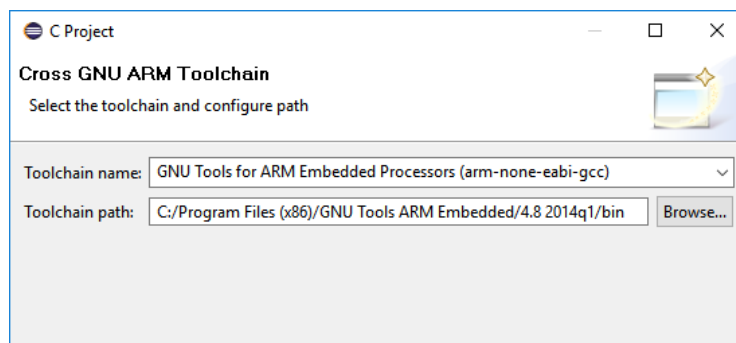 C Project
Cross GNU ARM Toolchain
Select the toolchain and configure path
Toolchain name: GNU Tools for ARM Embedded Processors (arm-none-eabi-gcc)
Toolchain path: C:/Program Files (x86)/GNU Tools ARM Embedded/4.8 2014q1/bin Browse...